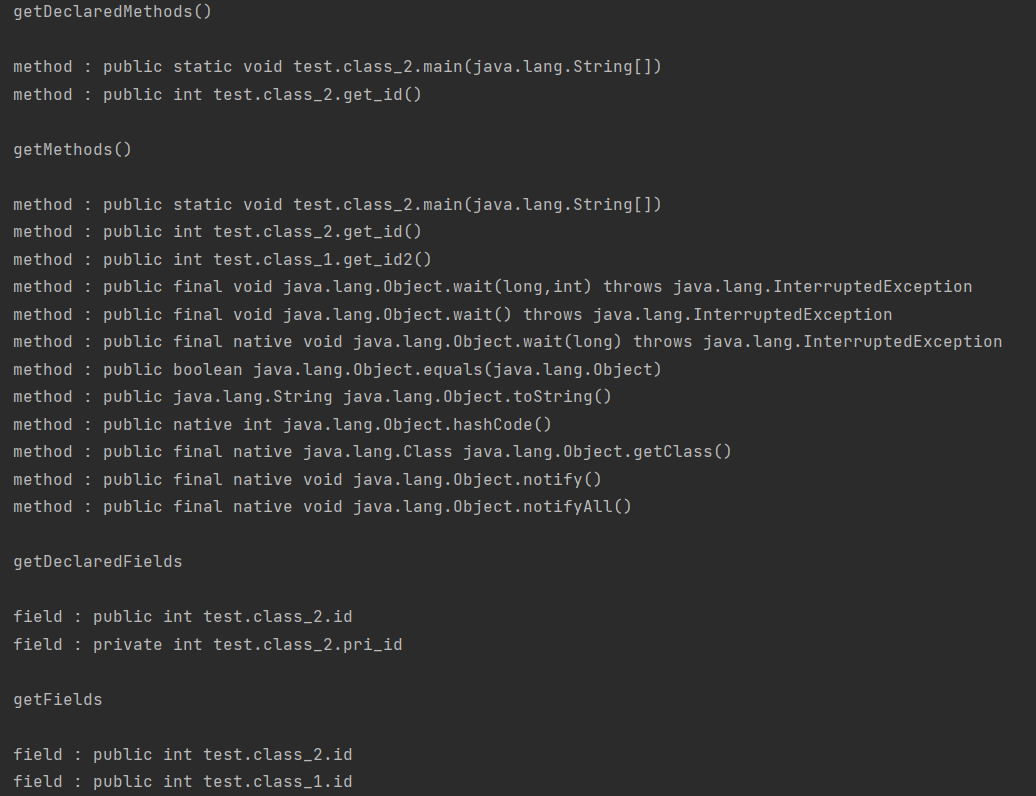 getDeclaredMethods()
method : public static void test.class_2.main(java.lang.String[])
method : public int test.class_2.get_id()
getMethods()
method : public static void test.class_2.main(java.lang.String[])
method : public int test.class_2.get_id()
method : public int test.class_1.get_id2()
method : public final void java.lang.Object.wait(long,int) throws java.lang.InterruptedException
method : public final void java.lang.Object.wait() throws java.lang.InterruptedException
method : public final native void java.lang.Object.wait(long) throws java.lang.InterruptedException
method : public boolean java.lang.Object.equals(java.lang.Object)
method : public java.lang.String java.lang.Object.toString()
method : public native int java.lang.Object.hashCode()
method : public final native java.lang.Class java.lang.Object.getClass()
method : public final native void java.lang.Object.notify()
method : public final native void java.lang.Object.notifyAll()
getDeclaredFields
field : public int test.class_2.id
field : private int test.class_2.pri_id
getFields
field : public int test.class_2.id
field : public int test.class_1.id